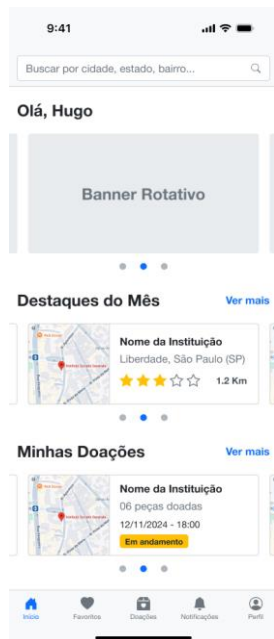 9:41
Buscar por cidade, estado, bairro...
Olá, Hugo
Banner Rotativo
Destaques do Mês
Ver mais
Nome da Instituição
Liberdade, São Paulo (SP)
1.2 Km
Minhas Doações
Ver mais
Nome da Instituição
06 peças doadas
12/11/2024 - 18:00
Em andamento
Início
Favoritos
Doações
Notificações
Perfil